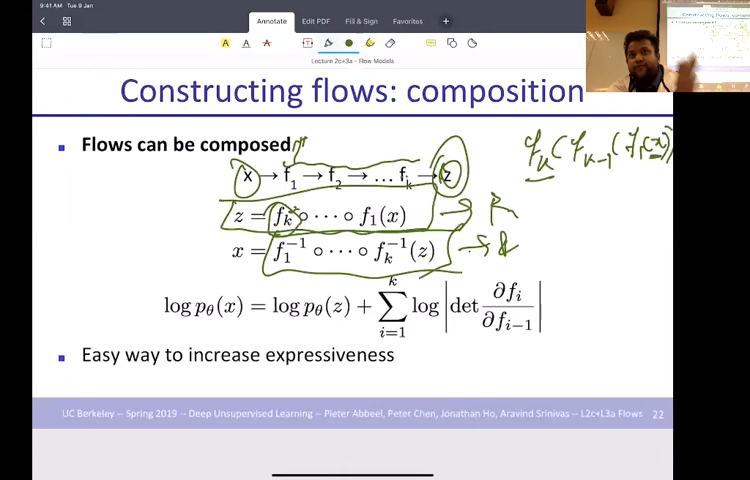 9:41 AM Tue 9 Jan
Annotate Edit PDF Fill & Sign Favorites
Lecture 2c+3a - Flow Models
Constructing flows: composition
Flows can be composed
x → f₁ → f₂ → … fₖ → z
z = fₖ ∘ ⋯ ∘ f₁(x)
x = f₁⁻¹ ∘ ⋯ ∘ fₖ⁻¹(z)
log pθ(x) = log pθ(z) + ∑ᵢ₌₁ᵏ log |det ∂fᵢ/∂fᵢ₋₁|
Easy way to increase expressiveness
UC Berkeley -- Spring 2019 -- Deep Unsupervised Learning -- Pieter Abbeel, Peter Chen, Jonathan Ho, Aravind Srinivas -- L2c+L3a Flows 22